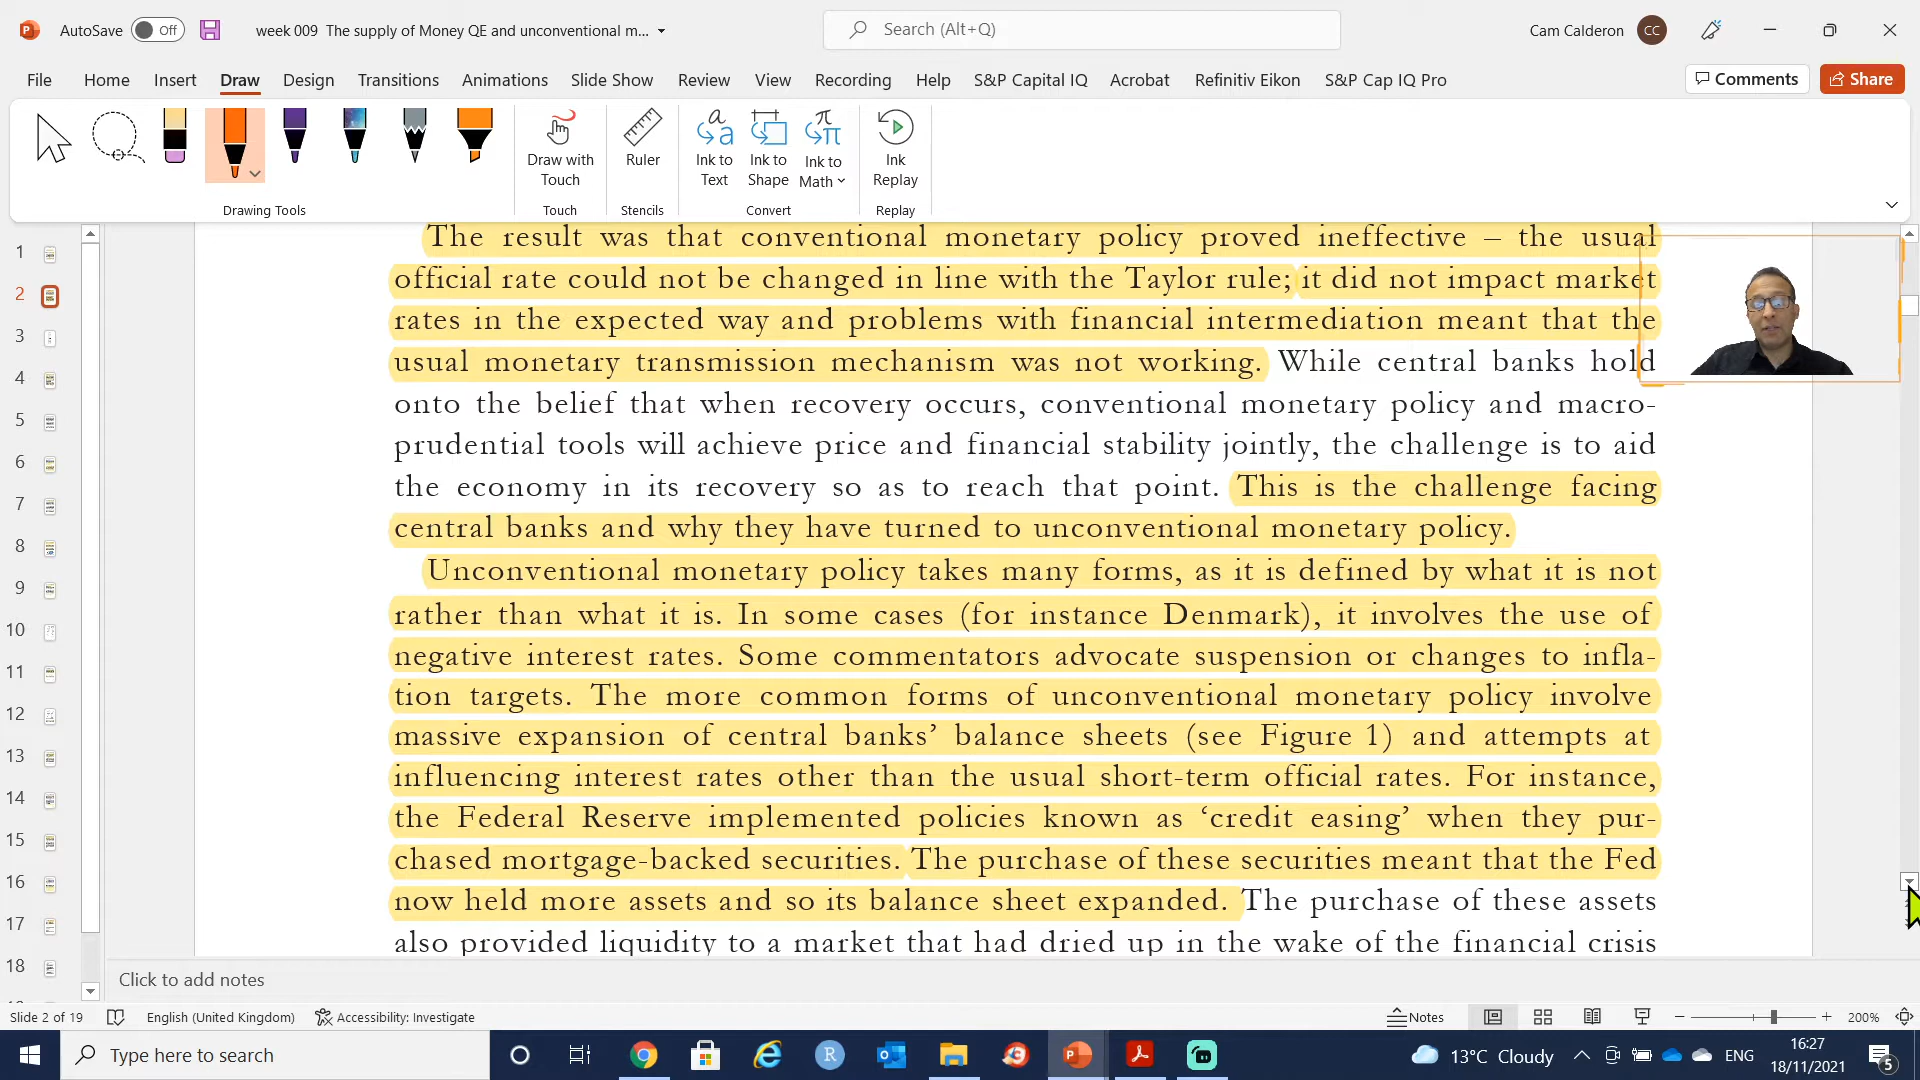 AutoSave Off week 009 The supply of Money QE and unconventional m... Search (Alt+Q) Cam Calderon CC
File Home Insert Draw Design Transitions Animations Slide Show Review View Recording Help S&P Capital IQ Acrobat Refinitiv Eikon S&P Cap IQ Pro Comments Share
Draw with Touch
Ruler
Ink to Text
Ink to Shape
Ink to Math
Ink Replay
Drawing Tools Touch Stencils Convert Replay
1
2
3
4
5
6
7
8
9
10
11
12
13
14
15
16
17
18
The result was that conventional monetary policy proved ineffective – the usual
official rate could not be changed in line with the Taylor rule; it did not impact market
rates in the expected way and problems with financial intermediation meant that the
usual monetary transmission mechanism was not working. While central banks hold
onto the belief that when recovery occurs, conventional monetary policy and macro-
prudential tools will achieve price and financial stability jointly, the challenge is to aid
the economy in its recovery so as to reach that point. This is the challenge facing
central banks and why they have turned to unconventional monetary policy.
Unconventional monetary policy takes many forms, as it is defined by what it is not
rather than what it is. In some cases (for instance Denmark), it involves the use of
negative interest rates. Some commentators advocate suspension or changes to infla-
tion targets. The more common forms of unconventional monetary policy involve
massive expansion of central banks’ balance sheets (see Figure 1) and attempts at
influencing interest rates other than the usual short-term official rates. For instance,
the Federal Reserve implemented policies known as ‘credit easing’ when they pur-
chased mortgage-backed securities. The purchase of these securities meant that the Fed
now held more assets and so its balance sheet expanded. The purchase of these assets
also provided liquidity to a market that had dried up in the wake of the financial crisis
Click to add notes
Slide 2 of 19 English (United Kingdom) Accessibility: Investigate Notes 200%
Type here to search 13°C Cloudy ENG 16:27
18/11/2021 5